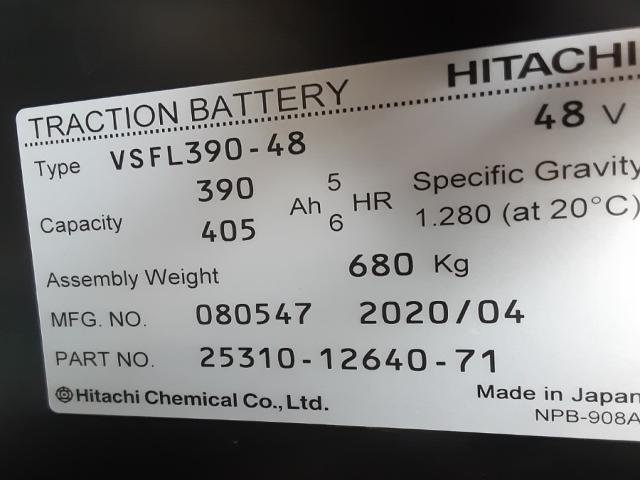 HITACHI
TRACTION BATTERY
48 V
Type VSFL390-48
Capacity 390 405 Ah 5 6 HR
Specific Gravity
1.280 (at 20°C)
Assembly Weight 680 Kg
MFG. NO. 080547 2020/04
PART NO. 25310-12640-71
Hitachi Chemical Co., Ltd.
Made in Japan
NPB-908A